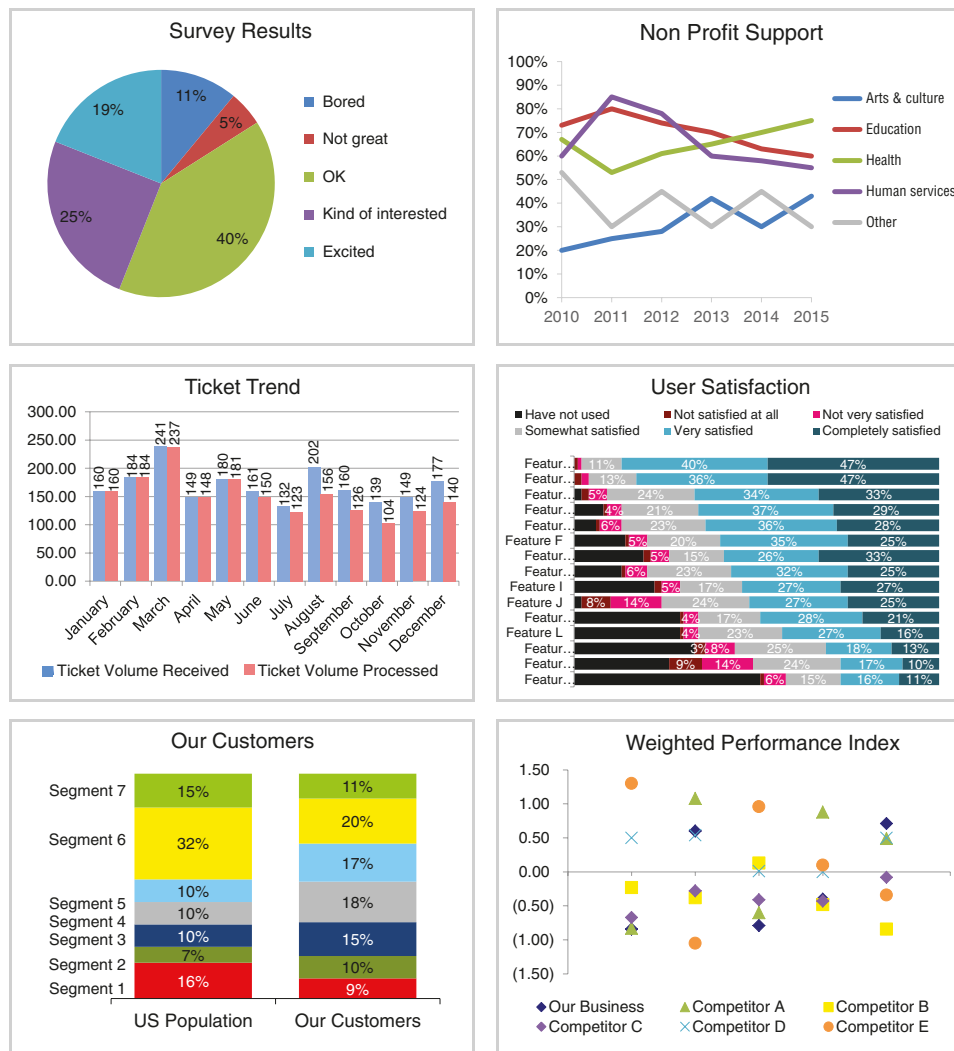 Survey Results
11%
5%
40%
25%
19%
Bored
Not great
OK
Kind of interested
Excited
Non Profit Support
100%
90%
80%
70%
60%
50%
40%
30%
20%
10%
0%
2010 2011 2012 2013 2014 2015
Arts & culture
Education
Health
Human services
Other
Ticket Trend
300.00
250.00
200.00
150.00
100.00
50.00
0.00
160 160 184 184 241 237 149 148 180 181 161 150 132 123 202 156 160 126 139 104 149 124 177 140
January February March April May June July August September October November December
Ticket Volume Received Ticket Volume Processed
User Satisfaction
Have not used Not satisfied at all Not very satisfied
Somewhat satisfied Very satisfied Completely satisfied
Featur... 11% 40% 47%
Featur... 13% 36% 47%
Featur... 5% 24% 34% 33%
Featur... 4% 21% 37% 29%
Featur... 6% 23% 36% 28%
Feature F 5% 20% 35% 25%
Featur... 5% 15% 26% 33%
Featur... 6% 23% 32% 25%
Feature I 5% 17% 27% 27%
Feature J 8% 14% 24% 27% 25%
Featur... 4% 17% 28% 21%
Feature L 4% 23% 27% 16%
Featur... 3% 8% 25% 18% 13%
Featur... 9% 14% 24% 17% 10%
Featur... 6% 15% 16% 11%
Our Customers
Segment 7 15% 11%
Segment 6 32% 20%
Segment 5 10% 17%
Segment 4 10% 18%
Segment 3 10% 15%
Segment 2 7% 10%
Segment 1 16% 9%
US Population Our Customers
Weighted Performance Index
1.50
1.00
0.50
0.00
(0.50)
(1.00)
(1.50)
Our Business Competitor A Competitor B
Competitor C Competitor D Competitor E